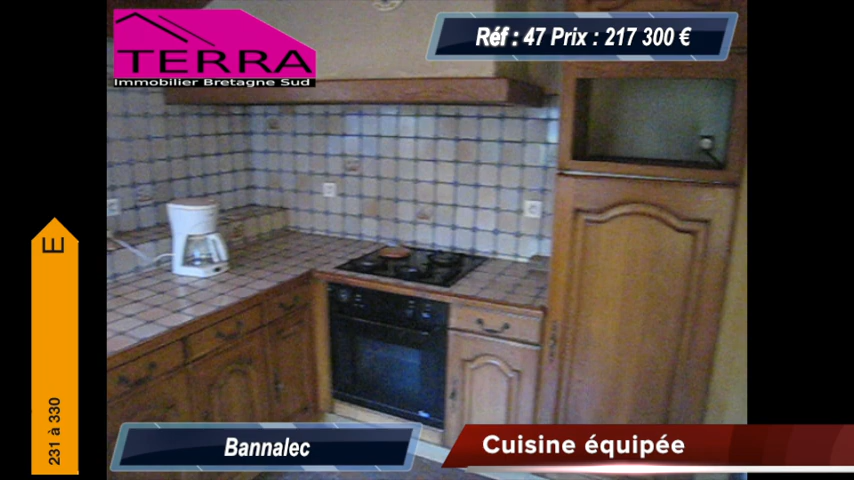 TERRA
Immobilier Bretagne Sud
Réf : 47 Prix : 217 300 €
E
231 à 330
Bannalec
Cuisine équipée